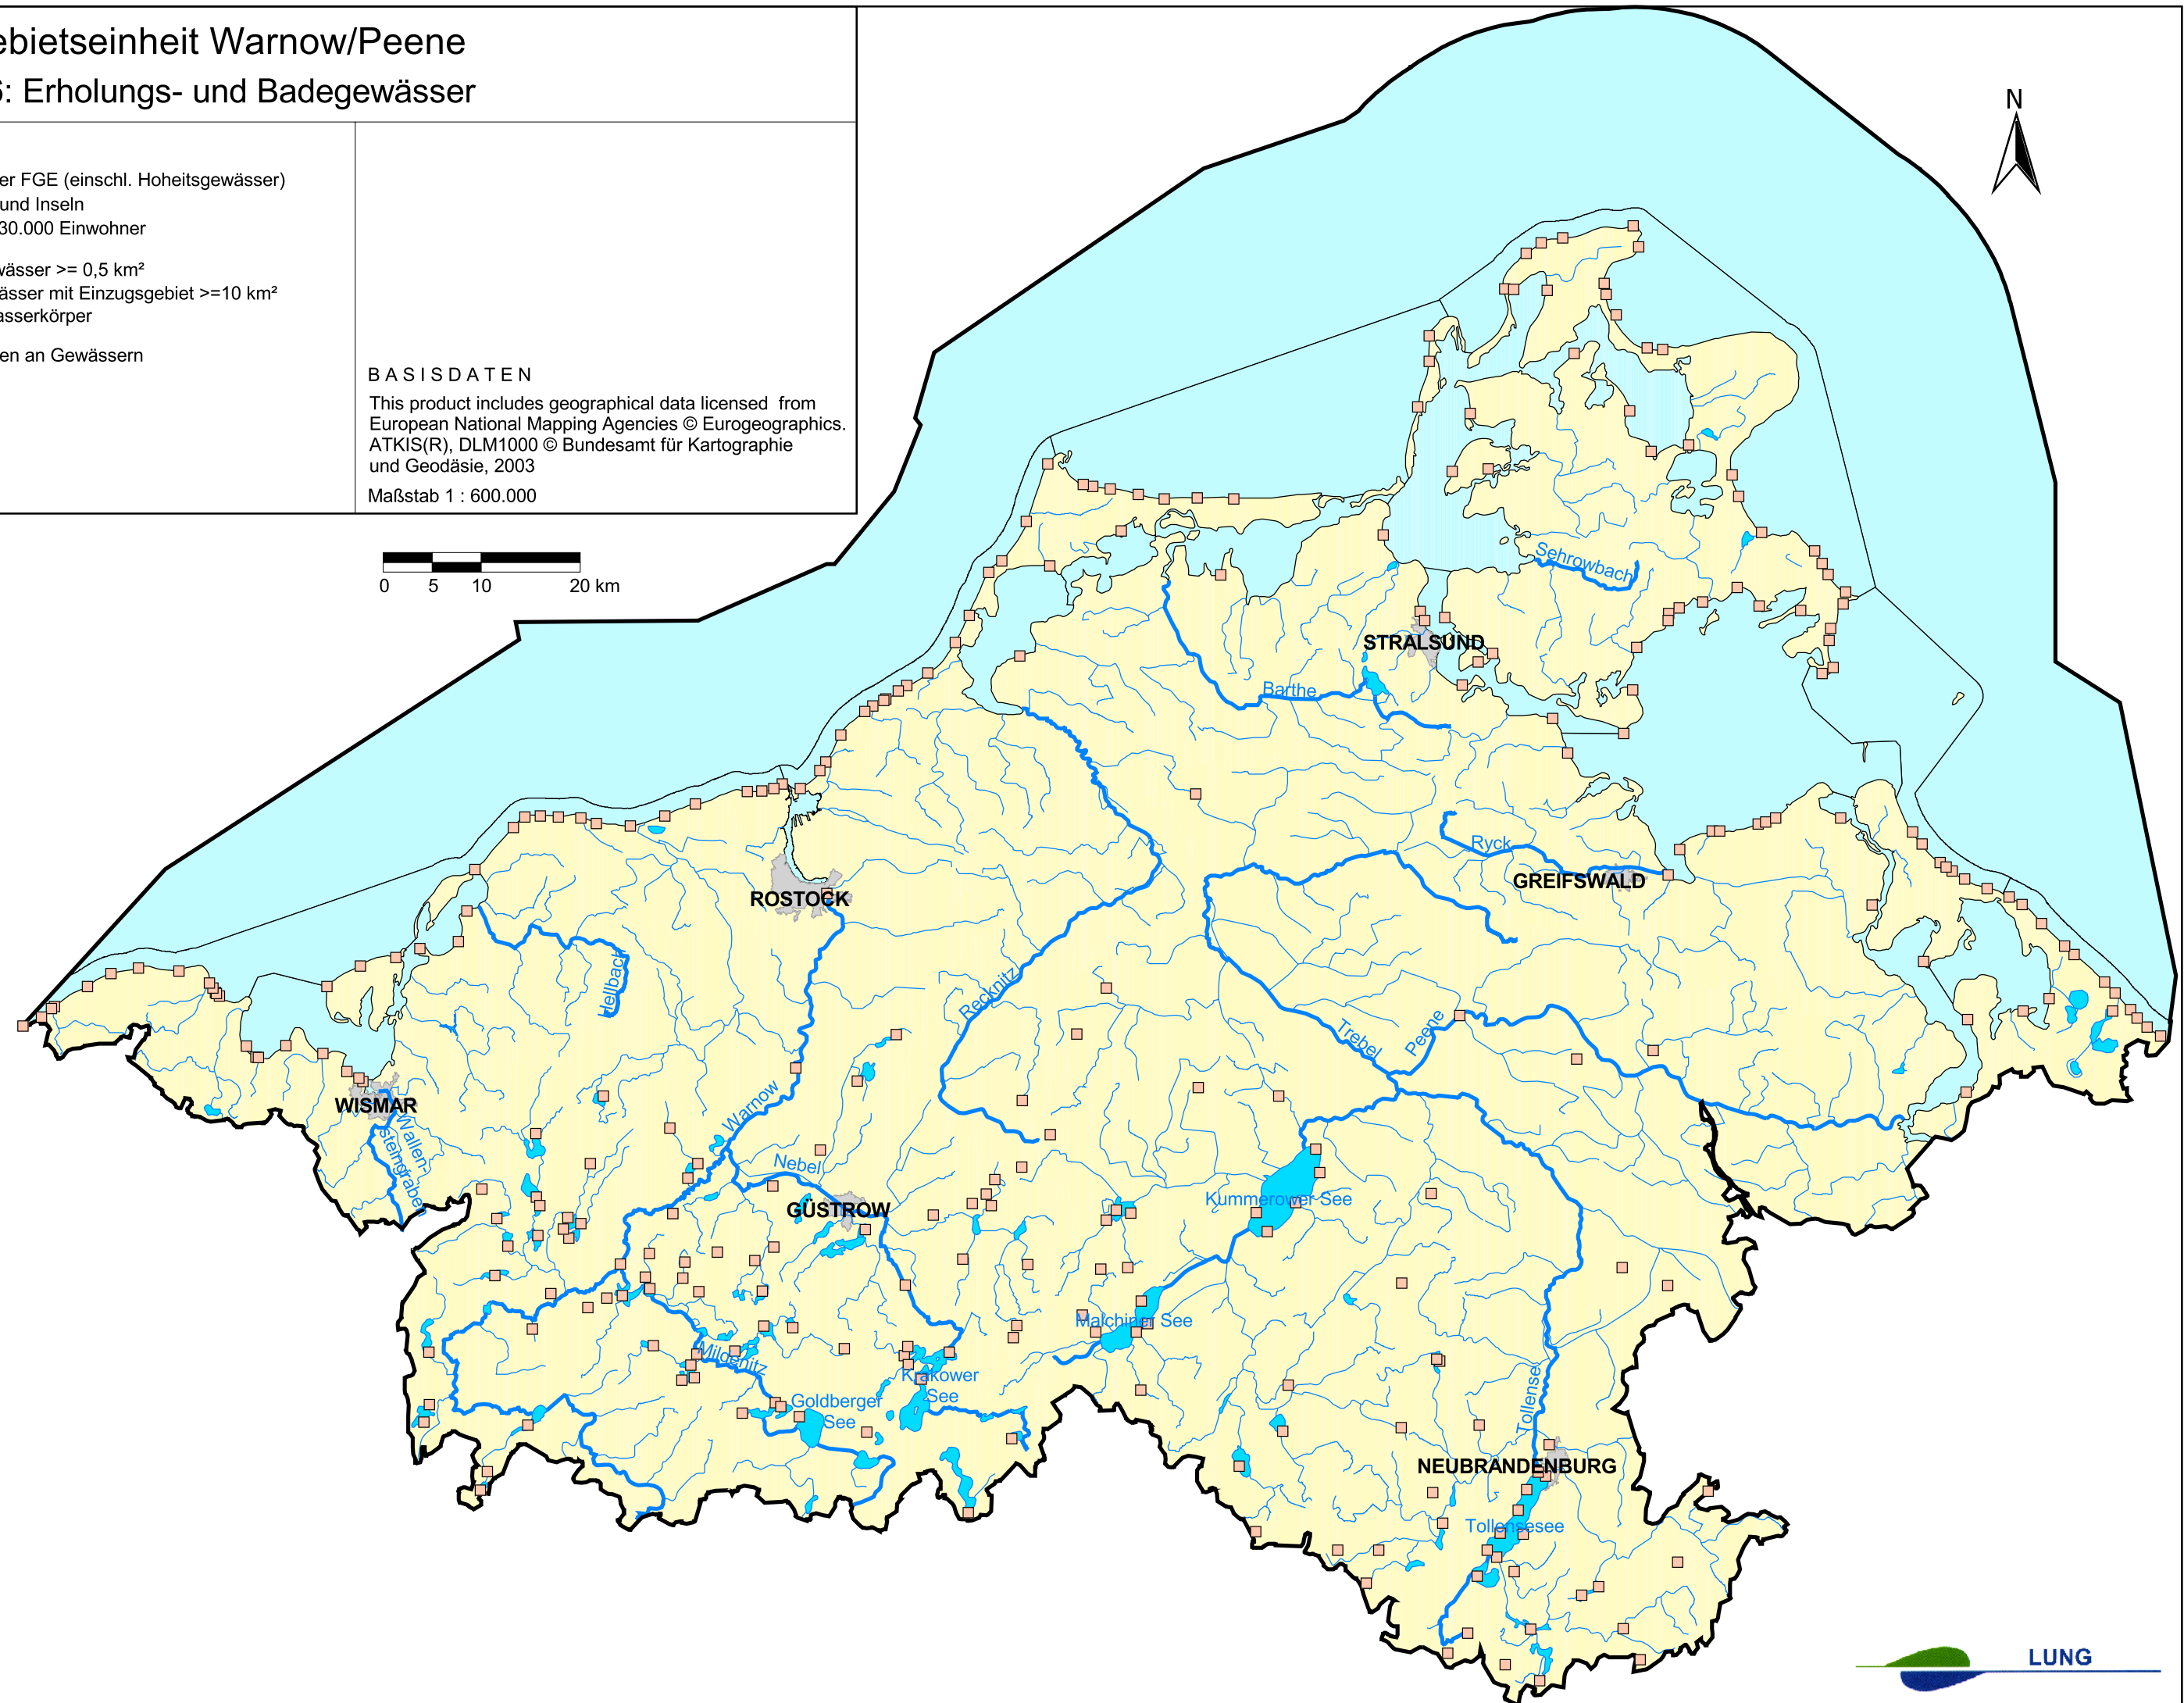 ebietseinheit Warnow/Peene
6: Erholungs- und Badegewässer
er FGE (einschl. Hoheitsgewässer)
und Inseln
30.000 Einwohner
wässer >= 0,5 km²
ässer mit Einzugsgebiet >=10 km²
asserkörper
en an Gewässern
BASISDATEN
This product includes geographical data licensed from
European National Mapping Agencies © Eurogeographics.
ATKIS(R), DLM1000 © Bundesamt für Kartographie
und Geodäsie, 2003
Maßstab 1 : 600.000
0 5 10 20 km
N
Sehrowbach
STRALSUND
Barthe
Ryck
GREIFSWALD
ROSTOCK
Hellbach
Recknitz
Trebel
Peene
WISMAR
Wallen-
steingraben
Warnow
Nebel
GÜSTROW
Kummerower See
Malchiner See
Mildenitz
Krakower
See
Goldberger
See
Tollense
NEUBRANDENBURG
Tollensesee
LUNG